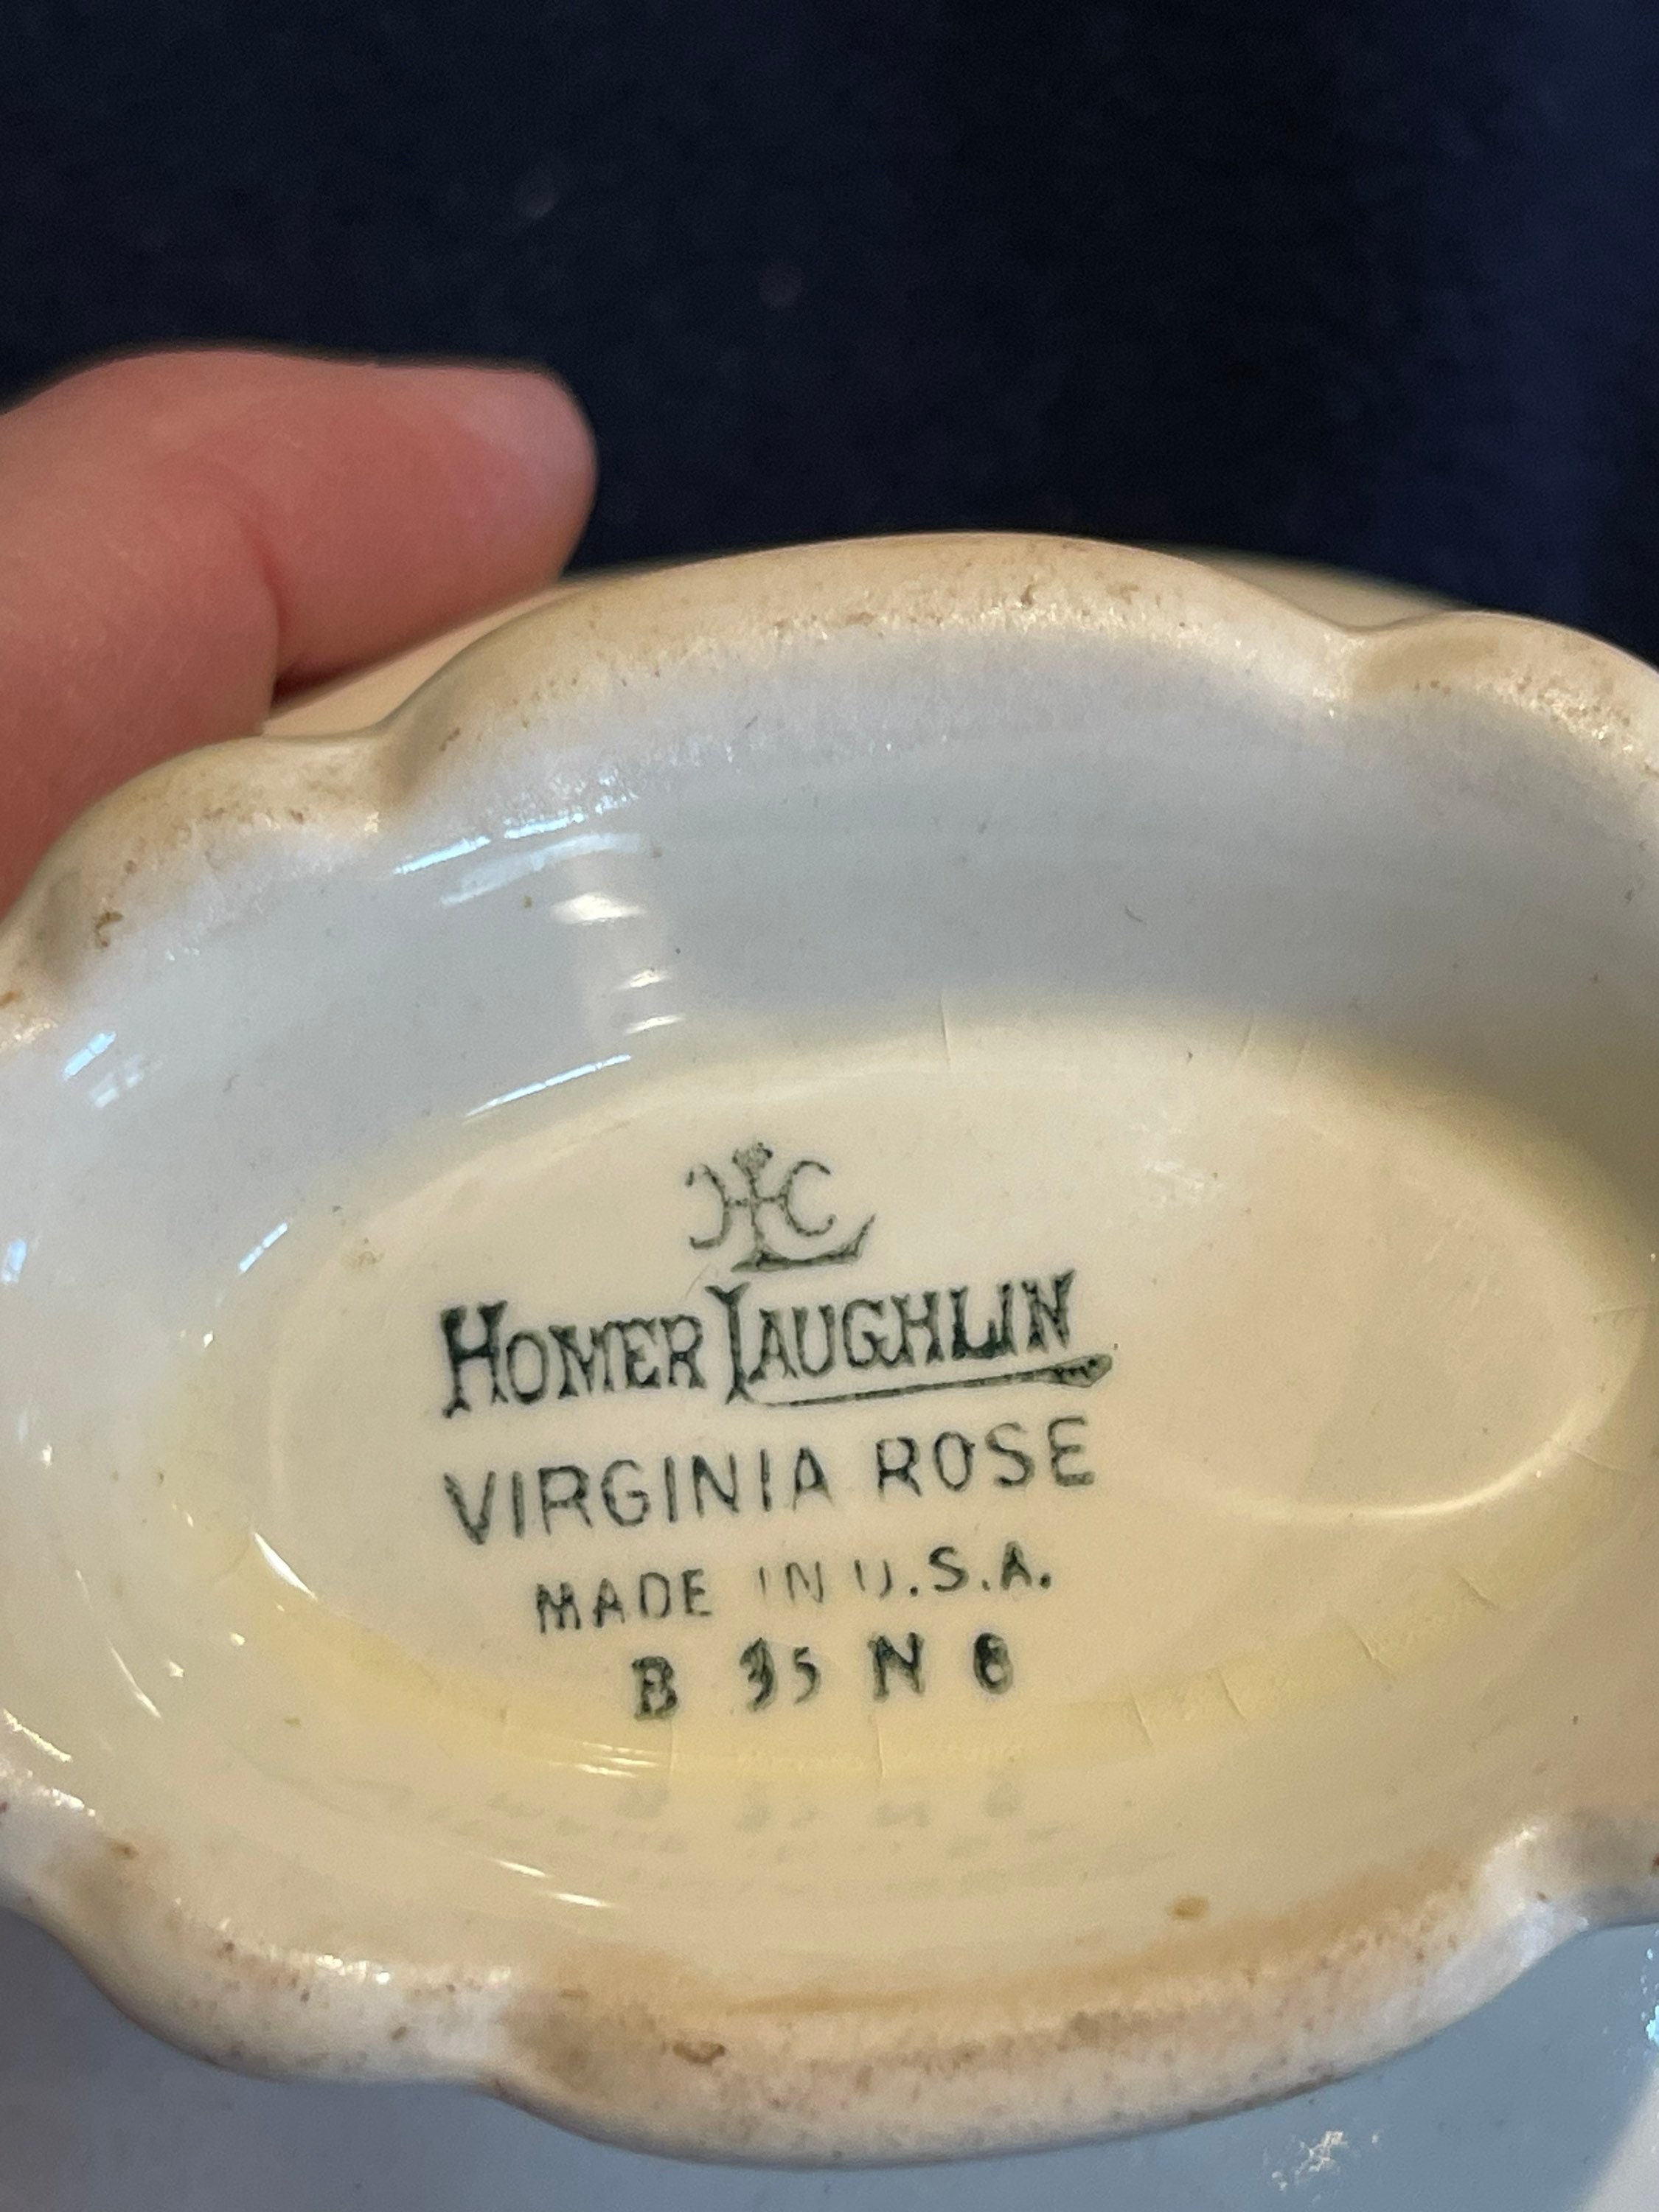 HLC
HOMER LAUGHLIN
VIRGINIA ROSE
MADE IN U.S.A.
B 35 N 8